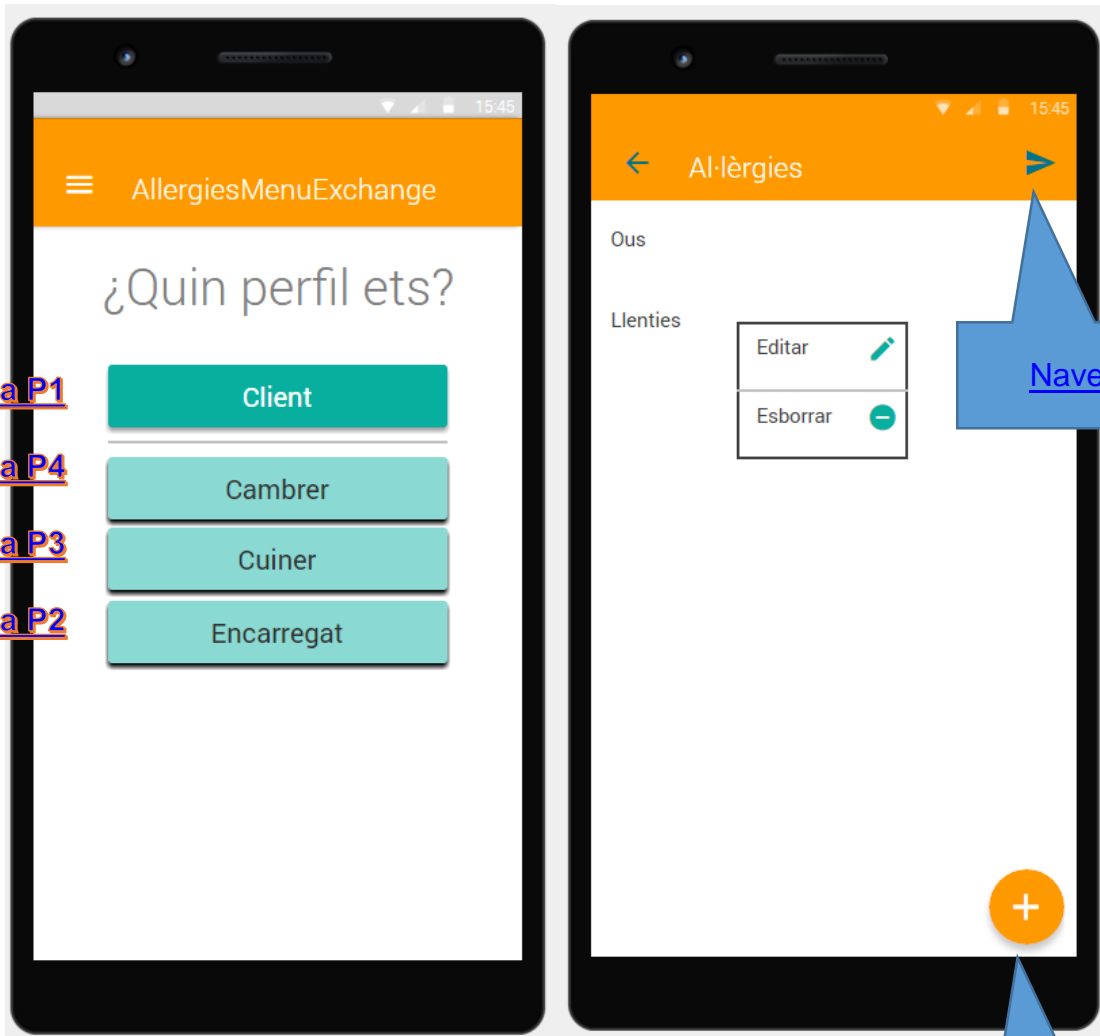 15:45
AllergiesMenuExchange
¿Quin perfil ets?
a P1
Client
a P4
Cambrer
a P3
Cuiner
a P2
Encarregat
15:45
Al·lèrgies
Ous
Llenties
Editar
Esborrar
Nave